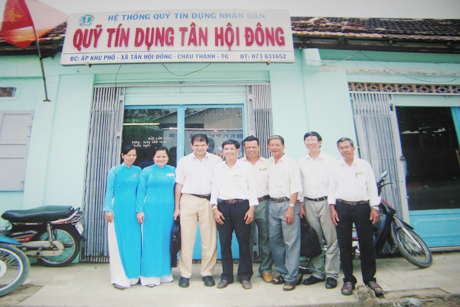 HỆ THỐNG QUỸ TÍN DỤNG NHÂN DÂN
QUỸ TÍN DỤNG TÂN HỘI ĐÔNG
ĐC: ẤP KHU PHỐ - XÃ TÂN HỘI ĐÔNG - CHÂU THÀNH - TG ĐT: 073 831652